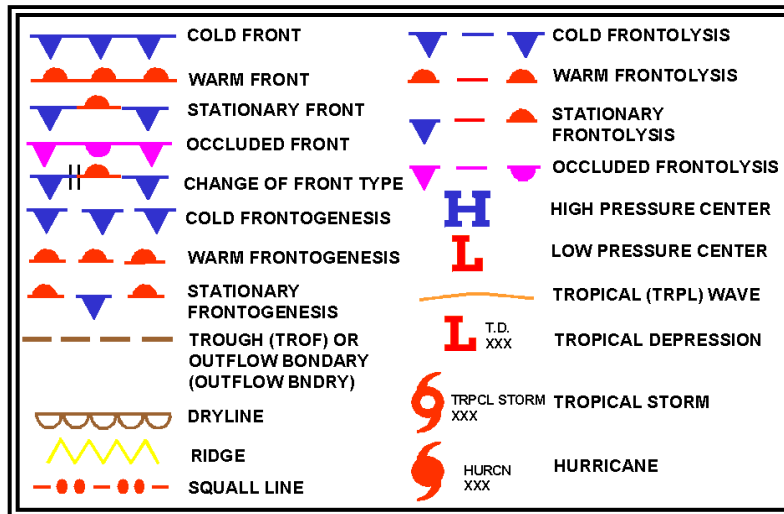 COLD FRONT
WARM FRONT
STATIONARY FRONT
OCCLUDED FRONT
CHANGE OF FRONT TYPE
COLD FRONTOGENESIS
WARM FRONTOGENESIS
STATIONARY
FRONTOGENESIS
TROUGH (TROF) OR
OUTFLOW BONDARY
(OUTFLOW BNDRY)
DRYLINE
RIDGE
SQUALL LINE
COLD FRONTOLYSIS
WARM FRONTOLYSIS
STATIONARY
FRONTOLYSIS
OCCLUDED FRONTOLYSIS
H HIGH PRESSURE CENTER
L LOW PRESSURE CENTER
TROPICAL (TRPL) WAVE
L T.D.
XXX
TROPICAL DEPRESSION
TRPCL STORM
XXX
TROPICAL STORM
HURCN
XXX
HURRICANE